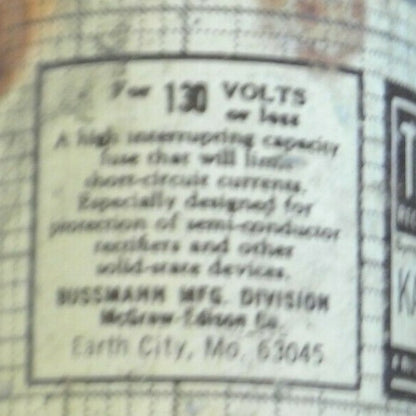 For 130 VOLTS
or less
A high interrupting capacity
fuse that will limit
short-circuit currents.
Especially designed for
protection of semi-conductor
rectifiers and other
solid-state devices.
BUSSMANN MFG. DIVISION
McGraw-Edison Co.
Earth City, Mo. 63045